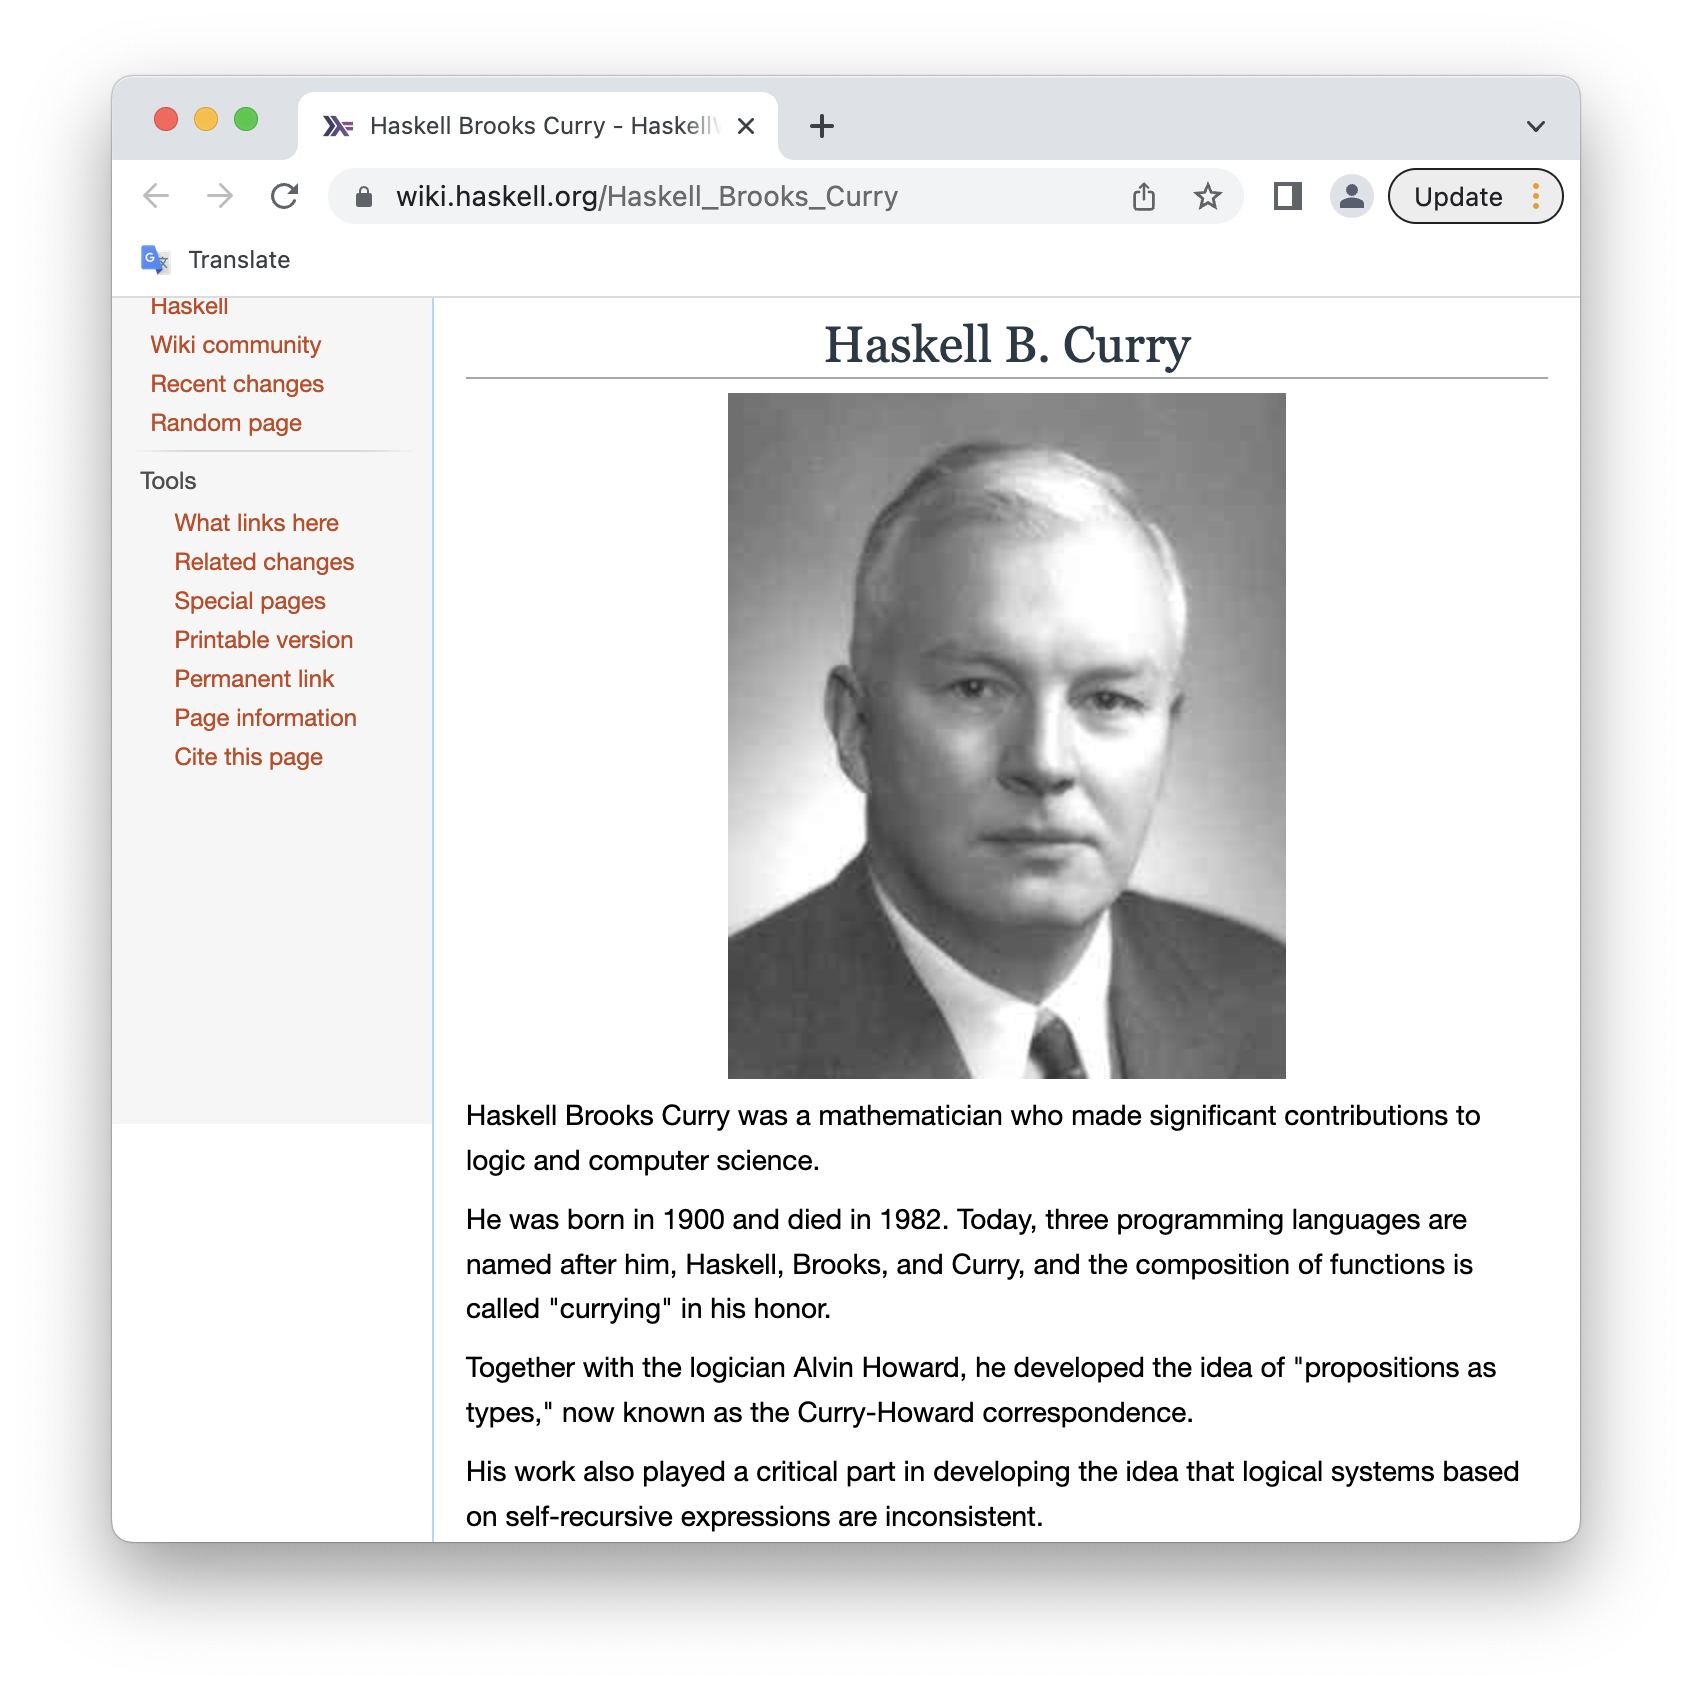 Haskell Brooks Curry - Haskell
wiki.haskell.org/Haskell_Brooks_Curry
Update
Translate
Haskell
Wiki community
Recent changes
Random page
Tools
What links here
Related changes
Special pages
Printable version
Permanent link
Page information
Cite this page
Haskell B. Curry
Haskell Brooks Curry was a mathematician who made significant contributions to
logic and computer science.
He was born in 1900 and died in 1982. Today, three programming languages are
named after him, Haskell, Brooks, and Curry, and the composition of functions is
called "currying" in his honor.
Together with the logician Alvin Howard, he developed the idea of "propositions as
types," now known as the Curry-Howard correspondence.
His work also played a critical part in developing the idea that logical systems based
on self-recursive expressions are inconsistent.